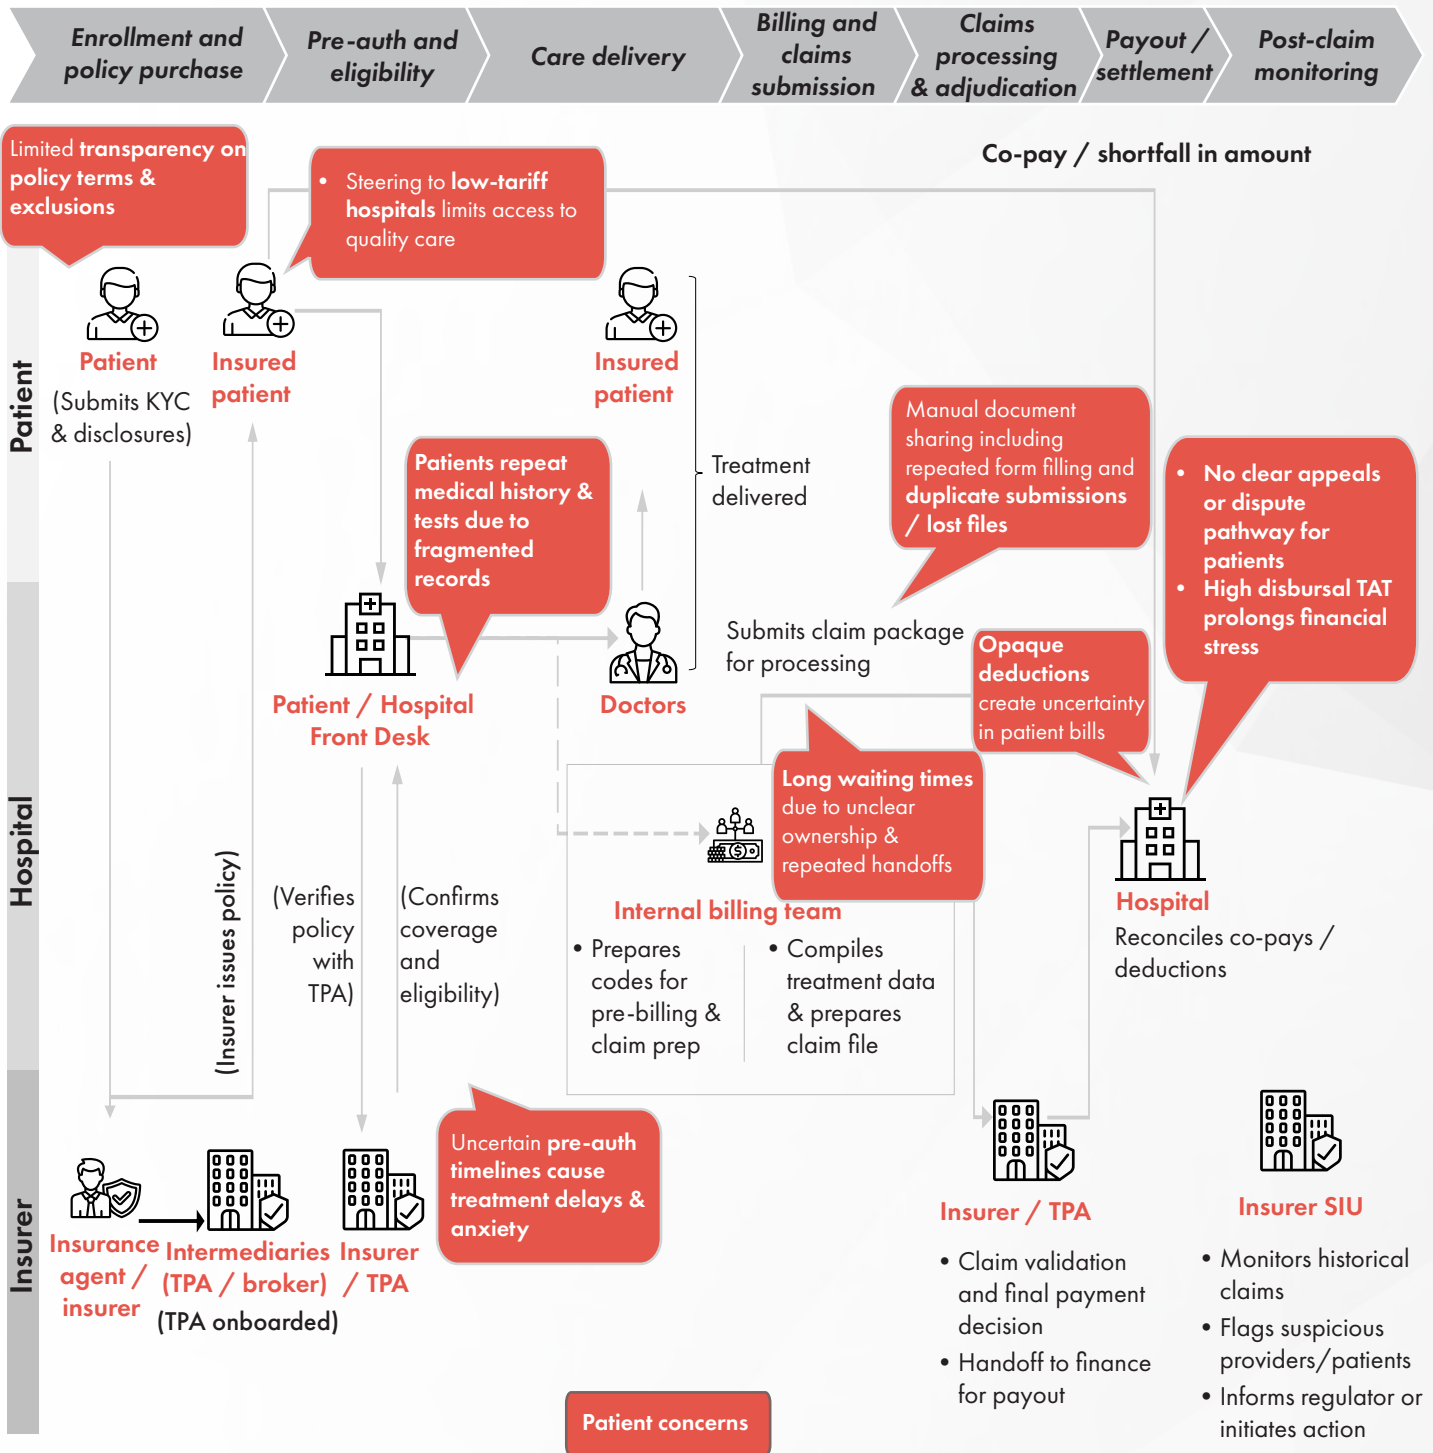 Enrollment and
policy purchase
Pre-auth and
eligibility
Care delivery
Billing and
claims
submission
Claims
processing
& adjudication
Payout /
settlement
Post-claim
monitoring
Limited transparency on
policy terms &
exclusions
• Steering to low-tariff
hospitals limits access to
quality care
Co-pay / shortfall in amount
Patient
Patient
(Submits KYC
& disclosures)
Insured
patient
Insured
patient
Treatment
delivered
Patients repeat
medical history &
tests due to
fragmented
records
Manual document
sharing including
repeated form filling and
duplicate submissions
/ lost files
• No clear appeals
or dispute
pathway for
patients
• High disbursal TAT
prolongs financial
stress
Hospital
Patient / Hospital
Front Desk
Doctors
Submits claim package
for processing
Opaque
deductions
create uncertainty
in patient bills
Long waiting times
due to unclear
ownership &
repeated handoffs
(Insurer issues policy)
(Verifies
policy
with
TPA)
(Confirms
coverage
and
eligibility)
Internal billing team
• Prepares
codes for
pre-billing &
claim prep
• Compiles
treatment data
& prepares
claim file
Hospital
Reconciles co-pays /
deductions
Insurer
Insurance
agent /
insurer
Intermediaries
(TPA / broker)
(TPA onboarded)
Insurer
/ TPA
Uncertain pre-auth
timelines cause
treatment delays &
anxiety
Insurer / TPA
• Claim validation
and final payment
decision
• Handoff to finance
for payout
Insurer SIU
• Monitors historical
claims
• Flags suspicious
providers/patients
• Informs regulator or
initiates action
Patient concerns